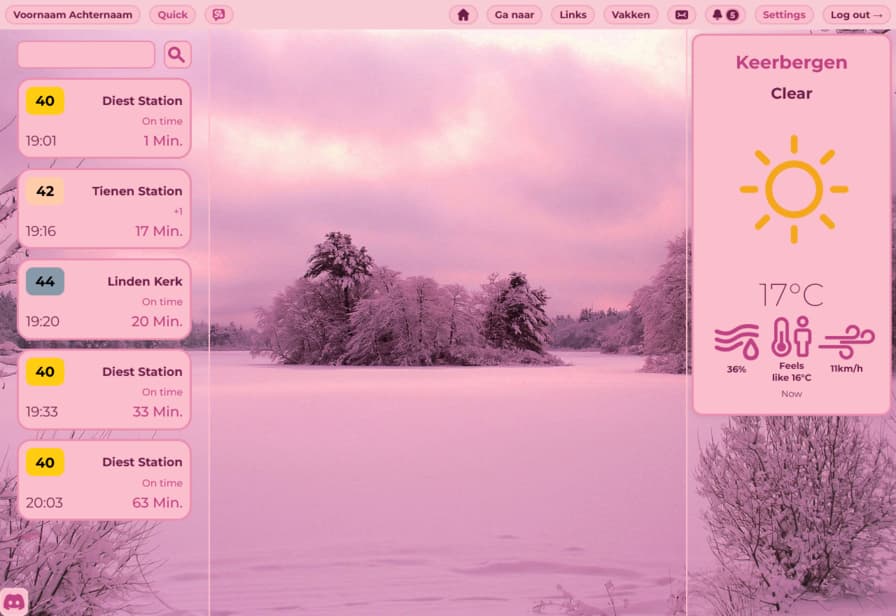 Voornaam Achternaam Quick Ga naar Links Vakken 5 Settings Log out →
40 Diest Station
On time
19:01 1 Min.
42 Tienen Station
+1
19:16 17 Min.
44 Linden Kerk
On time
19:20 20 Min.
40 Diest Station
On time
19:33 33 Min.
40 Diest Station
On time
20:03 63 Min.
Keerbergen
Clear
17°C
36% Feels like 16°C 11km/h
Now